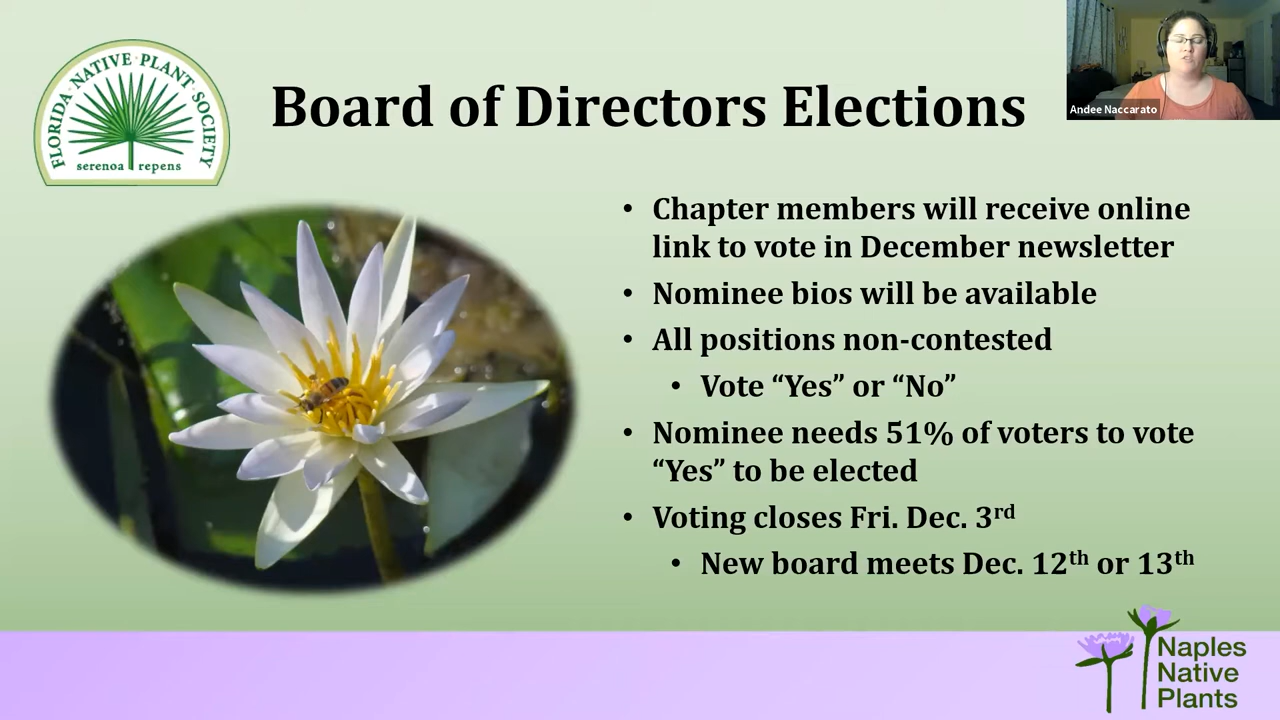 FLORIDA · NATIVE · PLANT · SOCIETY
serenoa repens
Board of Directors Elections
Andee Naccarato
• Chapter members will receive online
link to vote in December newsletter
• Nominee bios will be available
• All positions non-contested
• Vote “Yes” or “No”
• Nominee needs 51% of voters to vote
“Yes” to be elected
• Voting closes Fri. Dec. 3rd
• New board meets Dec. 12th or 13th
Naples
Native
Plants